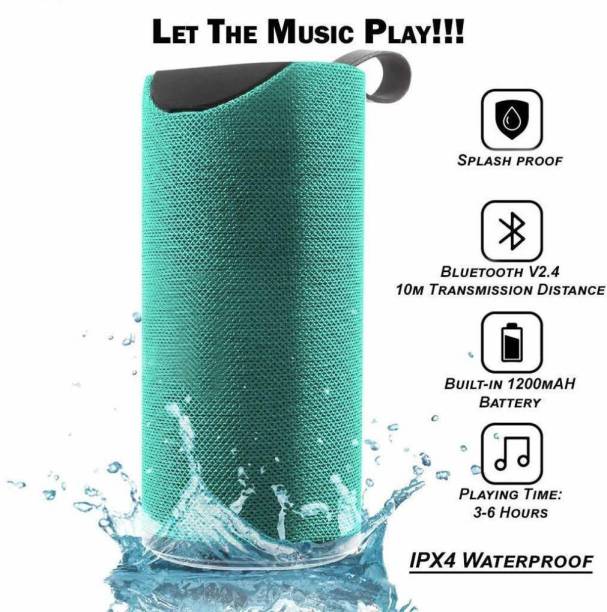 LET THE MUSIC PLAY!!!
SPLASH PROOF
BLUETOOTH V2.4
10M TRANSMISSION DISTANCE
BUILT-IN 1200MAH
BATTERY
PLAYING TIME:
3-6 HOURS
IPX4 WATERPROOF